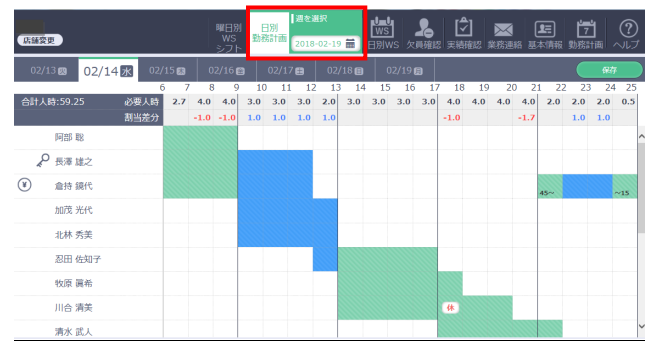 店舗変更
曜日別
WS
シフト
日別
勤務計画
週を選択
2018-02-19
WS
日別WS
欠員確認
実績確認
業務連絡
基本情報
7
勤務計画
?
ヘルプ
02/13 火
02/14 水
02/15 木
02/16 金
02/17 土
02/18 日
02/19 月
保存
6 7 8 9 10 11 12 13 14 15 16 17 18 19 20 21 22 23 24 25
合計人時:59.25 必要人時 2.7 4.0 4.0 3.0 3.0 3.0 2.0 3.0 3.0 3.0 3.0 4.0 4.0 4.0 4.0 4.0 2.0 2.0 2.0 0.5
割当差分 -1.0 -1.0 1.0 1.0 1.0 1.0 -1.0 -1.7 1.0 1.0
阿部 聡
長澤 雄之
¥ 倉持 鏡代 45～ ～15
加茂 光代
北林 秀美
忍田 佐知子
牧原 眞希
川合 清美 休
清水 武人